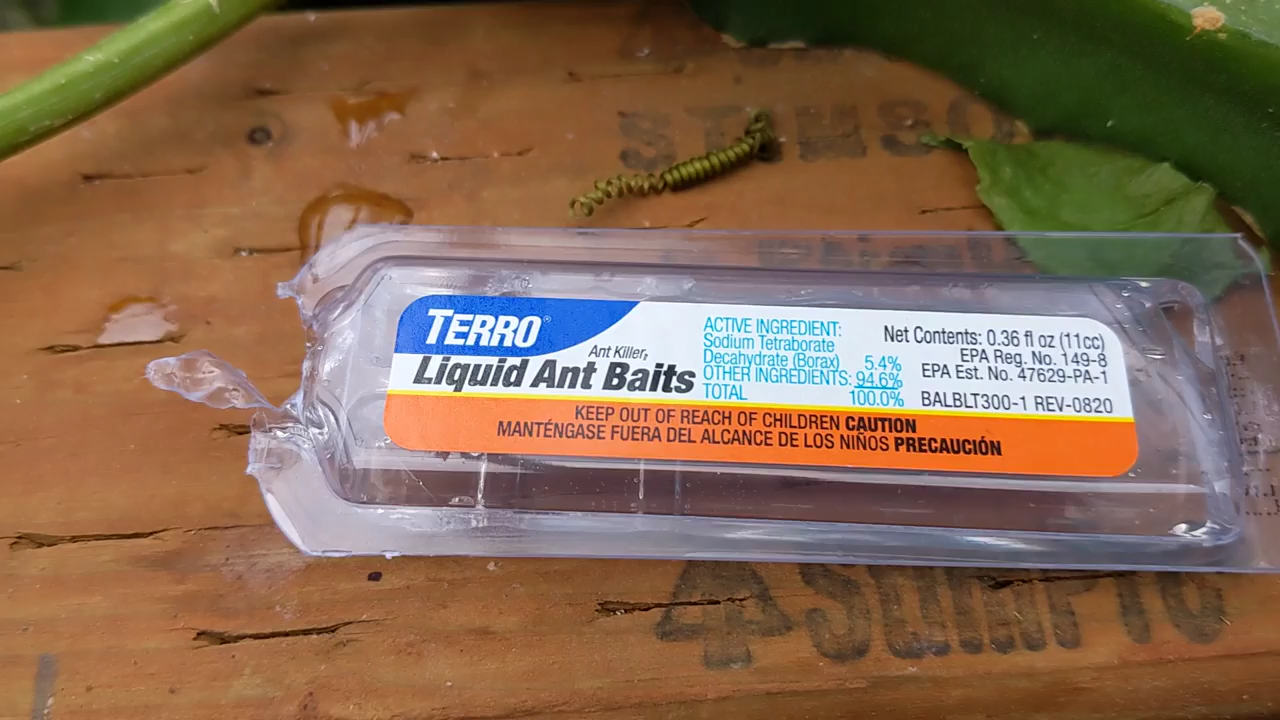 TERRO®
Ant Killer,
Liquid Ant Baits
ACTIVE INGREDIENT:
Sodium Tetraborate
Decahydrate (Borax) 5.4%
OTHER INGREDIENTS: 94.6%
TOTAL 100.0%
Net Contents: 0.36 fl oz (11cc)
EPA Reg. No. 149-8
EPA Est. No. 47629-PA-1
BALBLT300-1 REV-0820
KEEP OUT OF REACH OF CHILDREN CAUTION
MANTÉNGASE FUERA DEL ALCANCE DE LOS NIÑOS PRECAUCIÓN